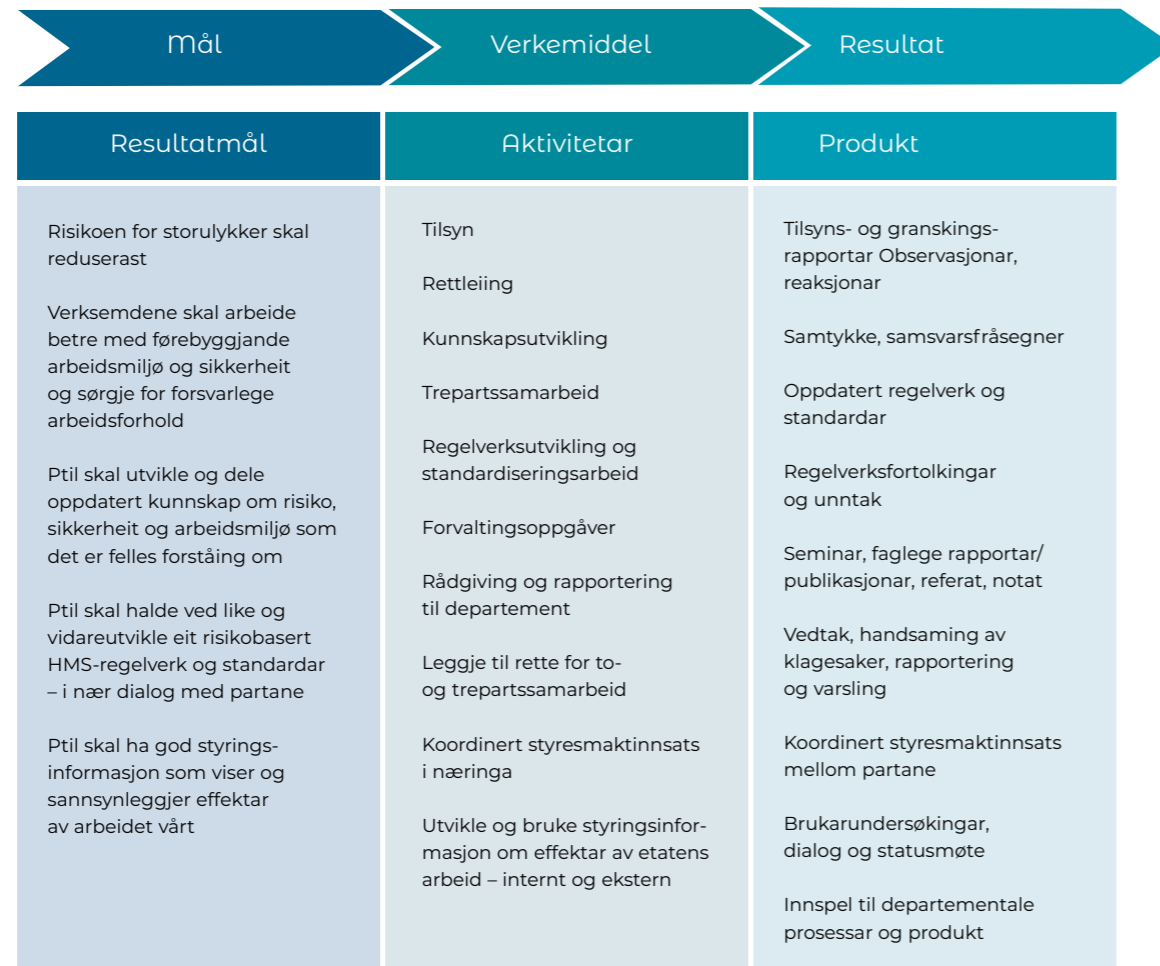 Mål
Verkemiddel
Resultat
Resultatmål
Aktivitetar
Produkt
Risikoen for storulykker skal
reduserast
Verksemdene skal arbeide
betre med førebyggjande
arbeidsmiljø og sikkerheit
og sørgje for forsvarlege
arbeidsforhold
Ptil skal utvikle og dele
oppdatert kunnskap om risiko,
sikkerheit og arbeidsmiljø som
det er felles forståing om
Ptil skal halde ved like og
vidareutvikle eit risikobasert
HMS-regelverk og standardar
– i nær dialog med partane
Ptil skal ha god styrings-
informasjon som viser og
sannsynleggjer effektar
av arbeidet vårt
Tilsyn
Rettleiing
Kunnskapsutvikling
Trepartssamarbeid
Regelverksutvikling og
standardiseringsarbeid
Forvaltingsoppgåver
Rådgiving og rapportering
til departement
Leggje til rette for to-
og trepartssamarbeid
Koordinert styresmaktinnsats
i næringa
Utvikle og bruke styringsinfor-
masjon om effektar av etatens
arbeid – internt og ekstern
Tilsyns- og granskings-
rapportar Observasjonar,
reaksjonar
Samtykke, samsvarsfråsegner
Oppdatert regelverk og
standardar
Regelverksfortolkingar
og unntak
Seminar, faglege rapportar/
publikasjonar, referat, notat
Vedtak, handsaming av
klagesaker, rapportering
og varsling
Koordinert styresmaktinnsats
mellom partane
Brukarundersøkingar,
dialog og statusmøte
Innspel til departementale
prosessar og produkt